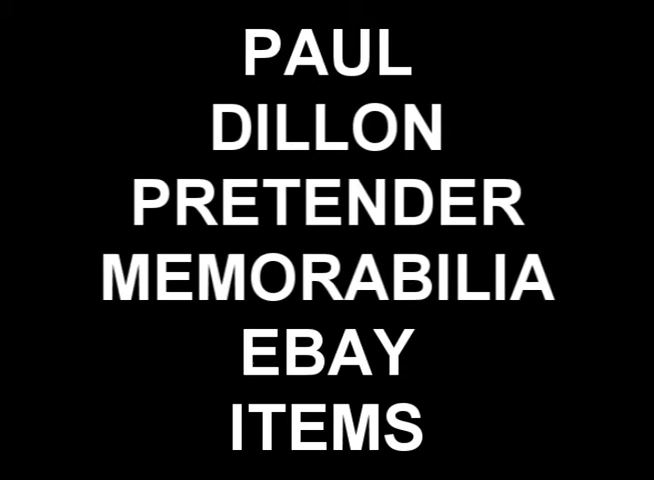 PAUL
DILLON
PRETENDER
MEMORABILIA
EBAY
ITEMS